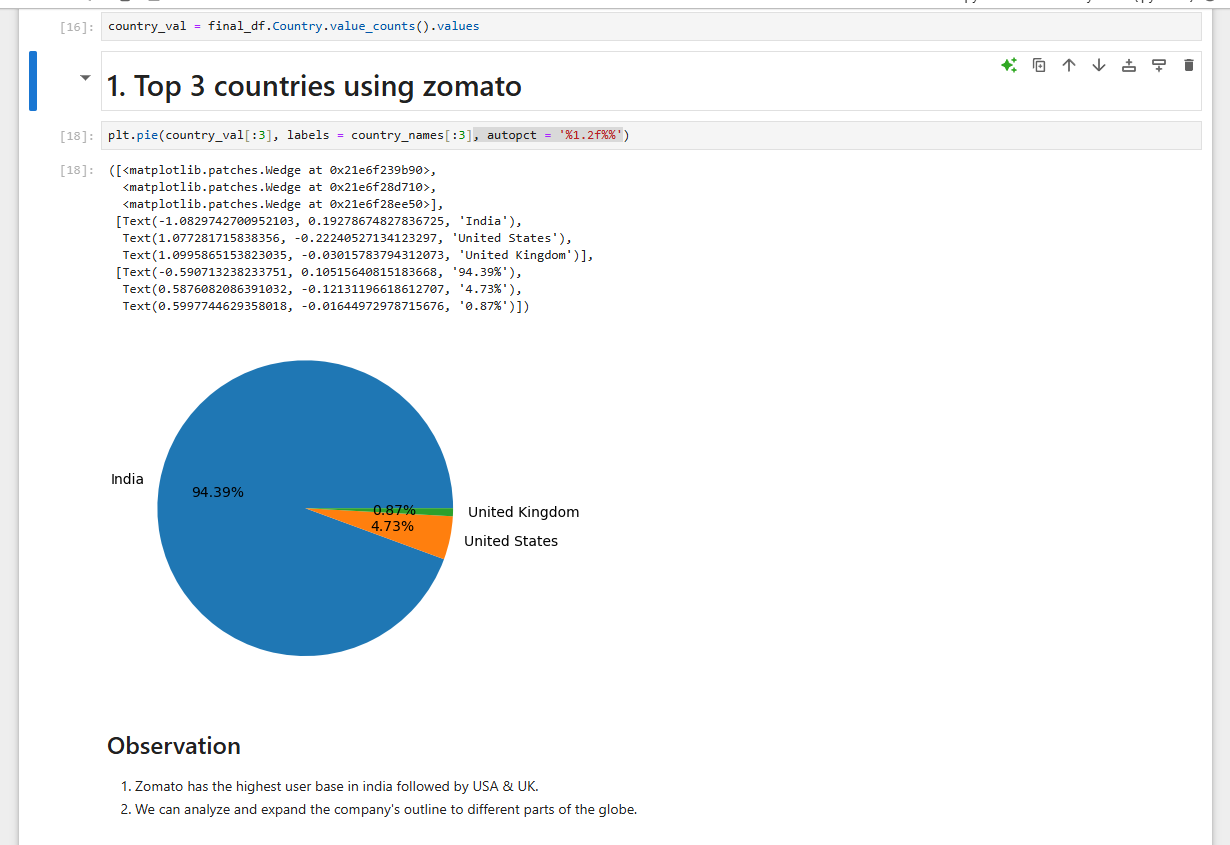 [16]: country_val = final_df.Country.value_counts().values
1. Top 3 countries using zomato
[18]: plt.pie(country_val[:3], labels = country_names[:3], autopct = '%1.2f%%')
[18]: ([<matplotlib.patches.Wedge at 0x21e6f239b90>,
<matplotlib.patches.Wedge at 0x21e6f28d710>,
<matplotlib.patches.Wedge at 0x21e6f28ee50>],
[Text(-1.0829742700952103, 0.19278674827836725, 'India'),
Text(1.077281715838356, -0.22240527134123297, 'United States'),
Text(1.0995865153823035, -0.03015783794312073, 'United Kingdom')],
[Text(-0.590713238233751, 0.10515640815183668, '94.39%'),
Text(0.5876082086391032, -0.12131196618612707, '4.73%'),
Text(0.5997744629358018, -0.01644972978715676, '0.87%')])
India
94.39%
0.87%
United Kingdom
4.73%
United States
Observation
1. Zomato has the highest user base in india followed by USA & UK.
2. We can analyze and expand the company's outline to different parts of the globe.